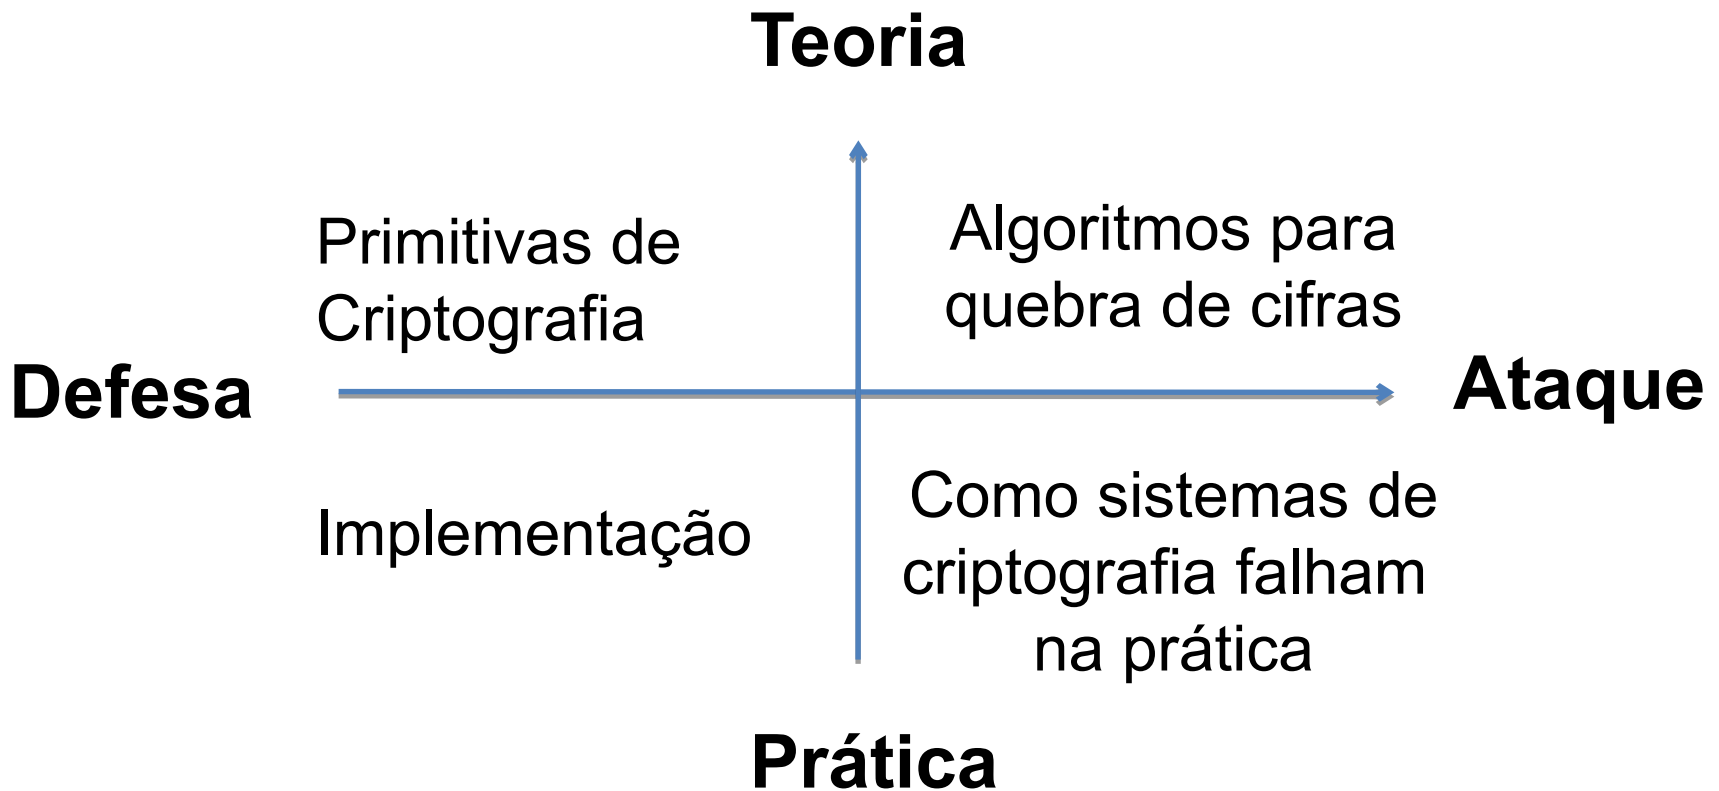 Teoria
Primitivas de
Criptografia
Algoritmos para
quebra de cifras
Defesa
Ataque
Implementação
Como sistemas de
criptografia falham
na prática
Prática